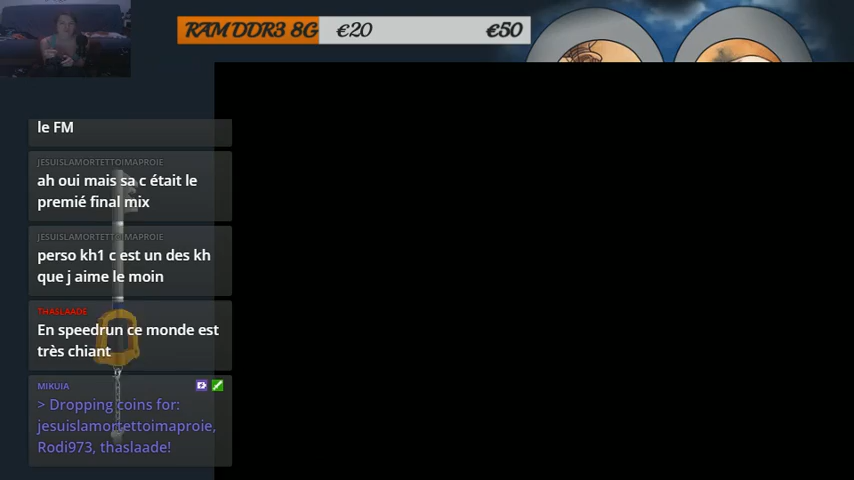 RAM DDR3 8G €20 €50
le FM
JESUISLAMORTETTOIMAPROIE
ah oui mais sa c était le
premié final mix
JESUISLAMORTETTOIMAPROIE
perso kh1 c est un des kh
que j aime le moin
THASLAADE
En speedrun ce monde est
très chiant
MIKUIA
> Dropping coins for:
jesuislamortettoimaproie,
Rodi973, thaslaade!